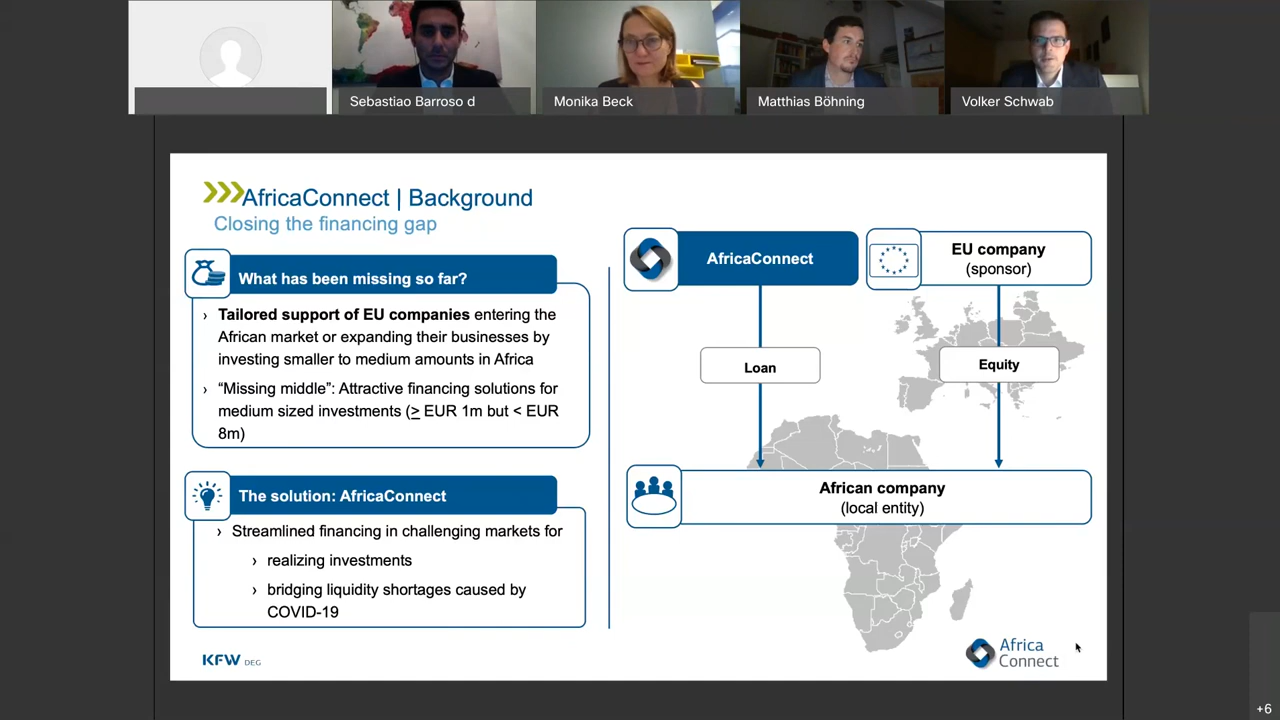 Sebastiao Barroso d
Monika Beck
Matthias Böhning
Volker Schwab
AfricaConnect | Background
Closing the financing gap
What has been missing so far?
› Tailored support of EU companies entering the
African market or expanding their businesses by
investing smaller to medium amounts in Africa
› “Missing middle”: Attractive financing solutions for
medium sized investments (≥ EUR 1m but < EUR
8m)
The solution: AfricaConnect
› Streamlined financing in challenging markets for
› realizing investments
› bridging liquidity shortages caused by
COVID-19
AfricaConnect
EU company
(sponsor)
Loan
Equity
African company
(local entity)
KFW DEG
Africa
Connect
+6